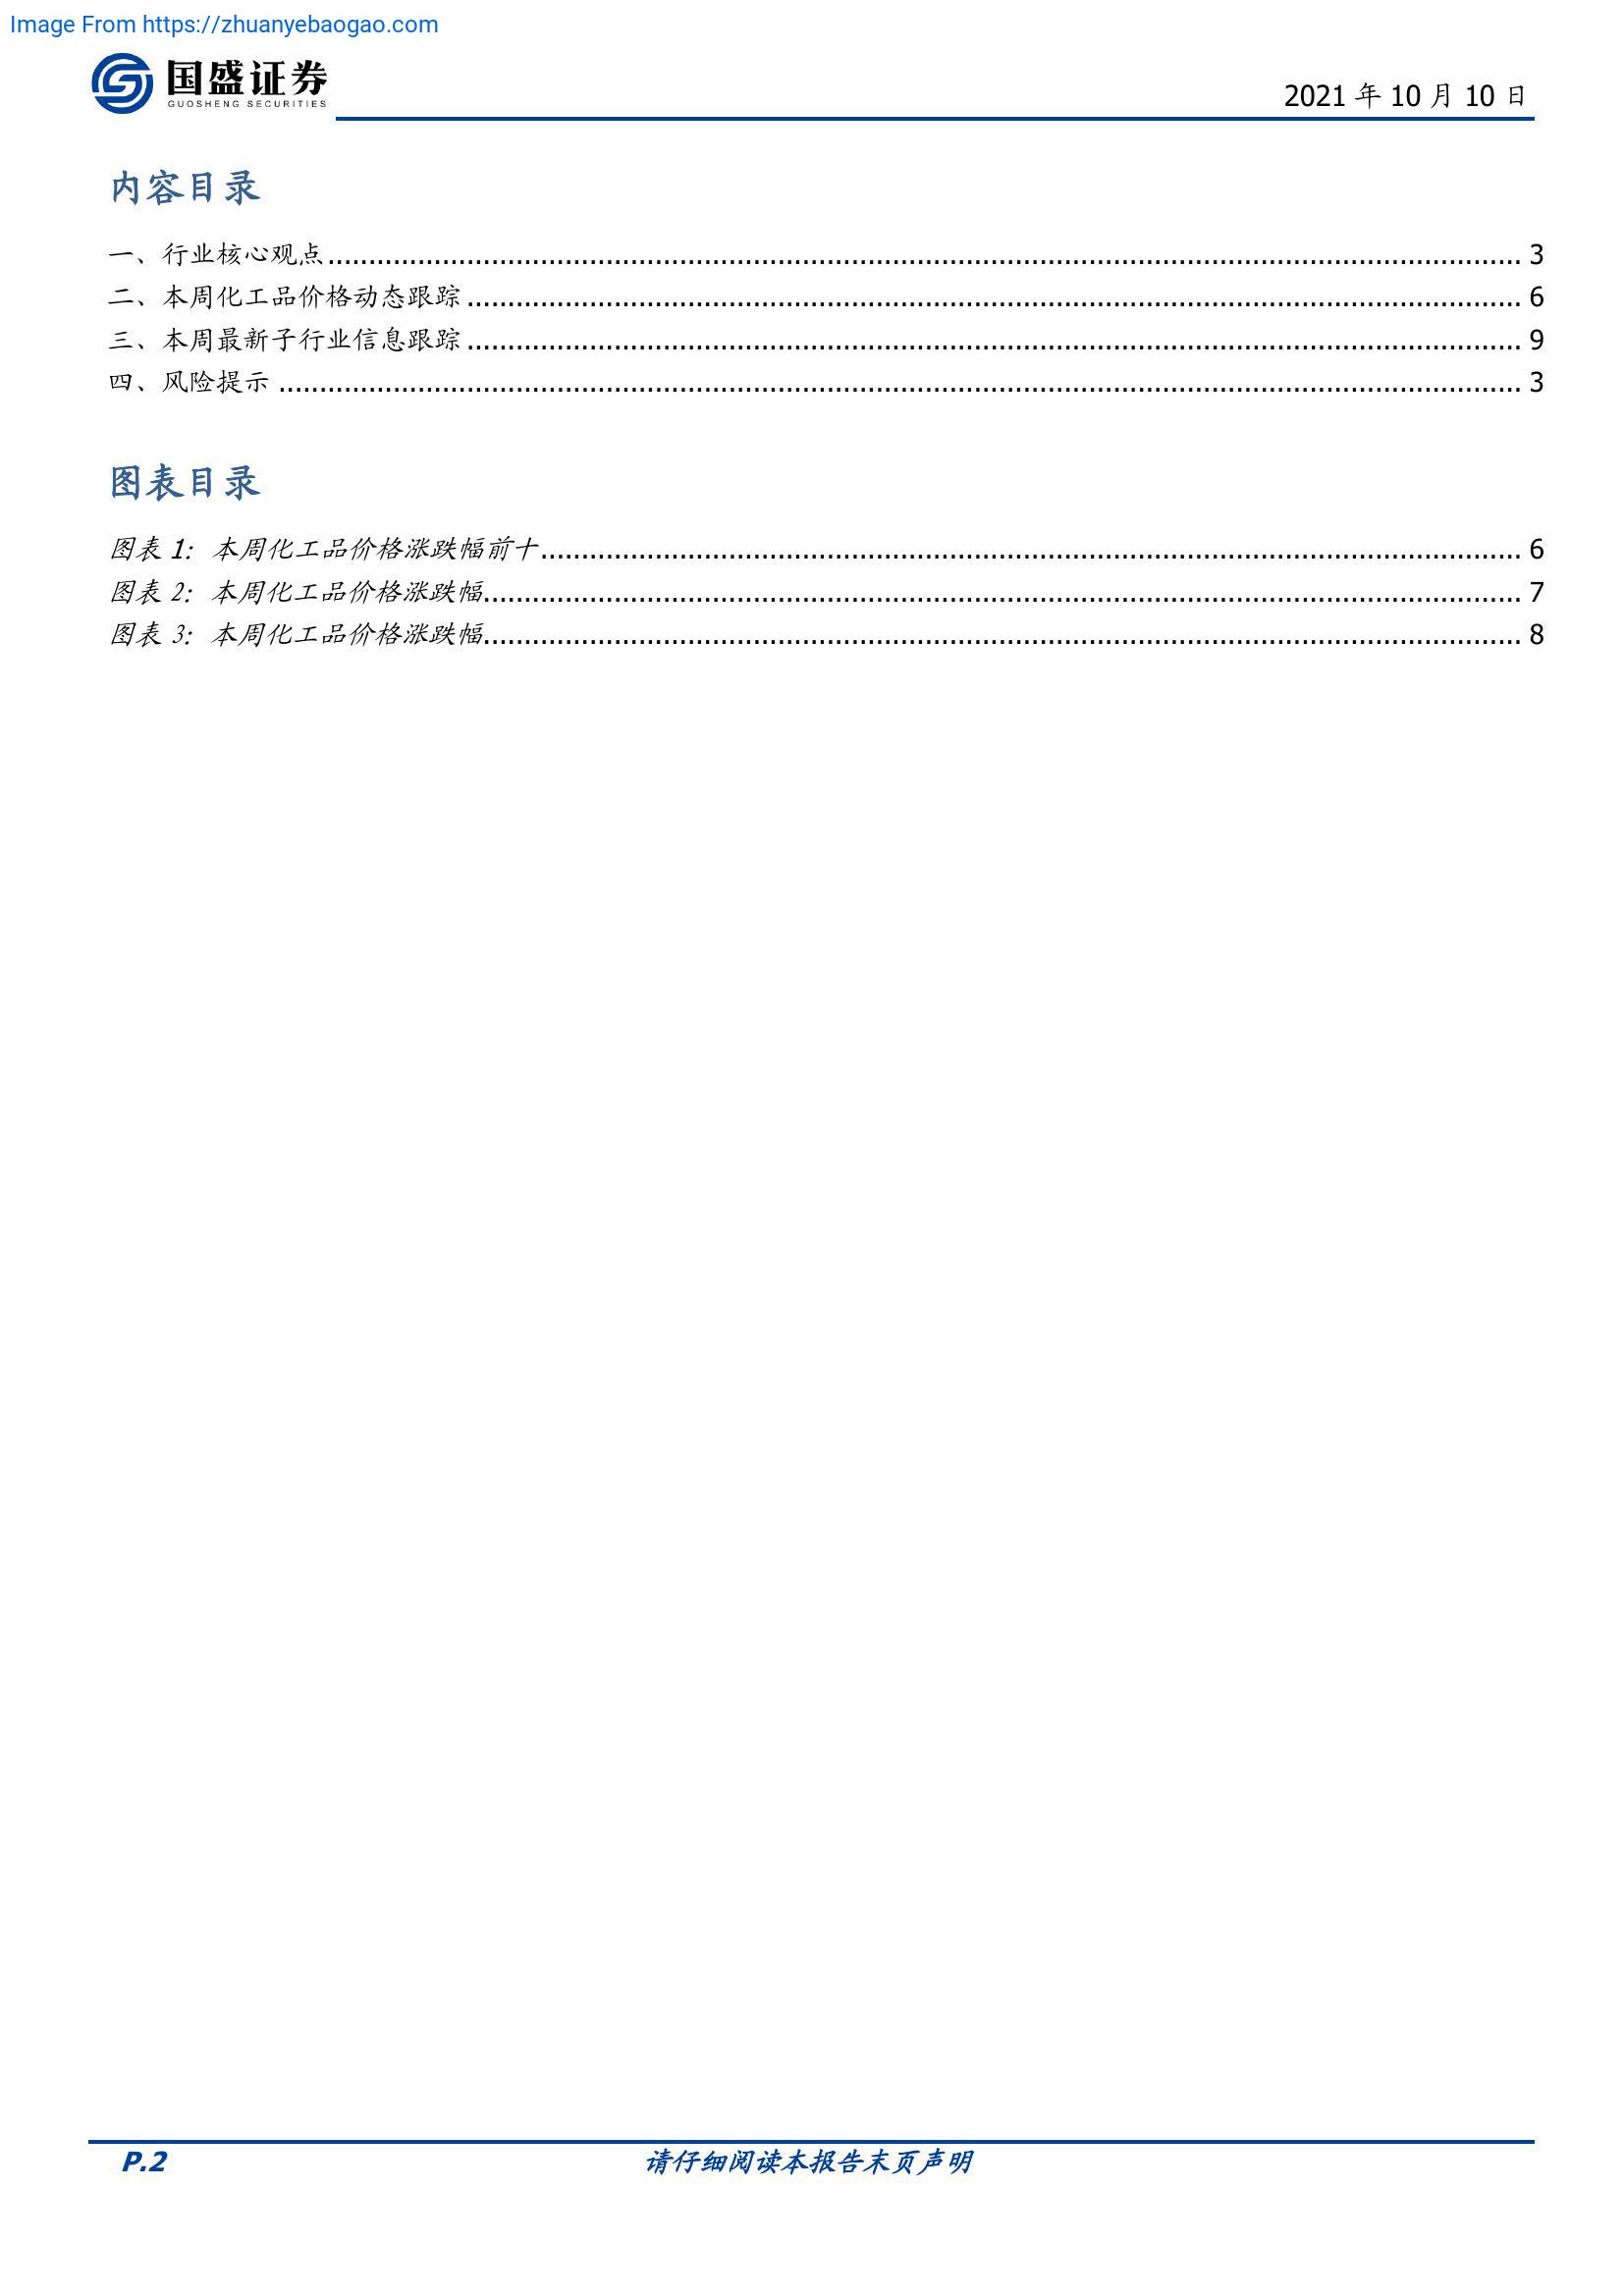 Image From https://zhuanyebaogao.com
国盛证券
GUOSHENG SECURITIES
2021 年 10 月 10 日
内容目录
一、行业核心观点........................................................................................................ 3
二、本周化工品价格动态跟踪........................................................................................................ 6
三、本周最新子行业信息跟踪........................................................................................................ 9
四、风险提示........................................................................................................ 3
图表目录
图表 1：本周化工品价格涨跌幅前十........................................................................................................ 6
图表 2：本周化工品价格涨跌幅........................................................................................................ 7
图表 3：本周化工品价格涨跌幅........................................................................................................ 8
P.2
请仔细阅读本报告末页声明